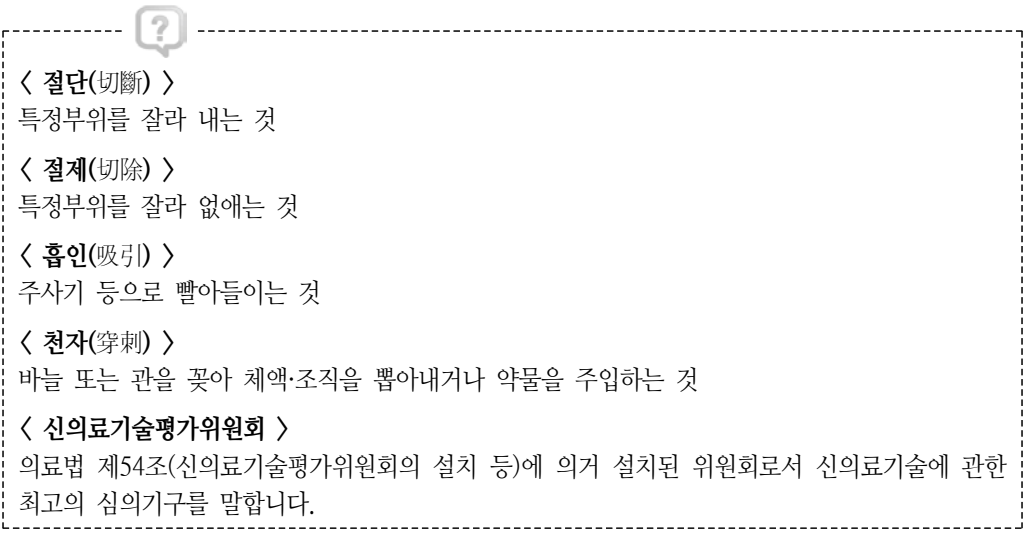 ?
〈 절단(切斷) 〉
특정부위를 잘라 내는 것
〈 절제(切除) 〉
특정부위를 잘라 없애는 것
〈 흡인(吸引) 〉
주사기 등으로 빨아들이는 것
〈 천자(穿刺) 〉
바늘 또는 관을 꽂아 체액·조직을 뽑아내거나 약물을 주입하는 것
〈 신의료기술평가위원회 〉
의료법 제54조(신의료기술평가위원회의 설치 등)에 의거 설치된 위원회로서 신의료기술에 관한
최고의 심의기구를 말합니다.